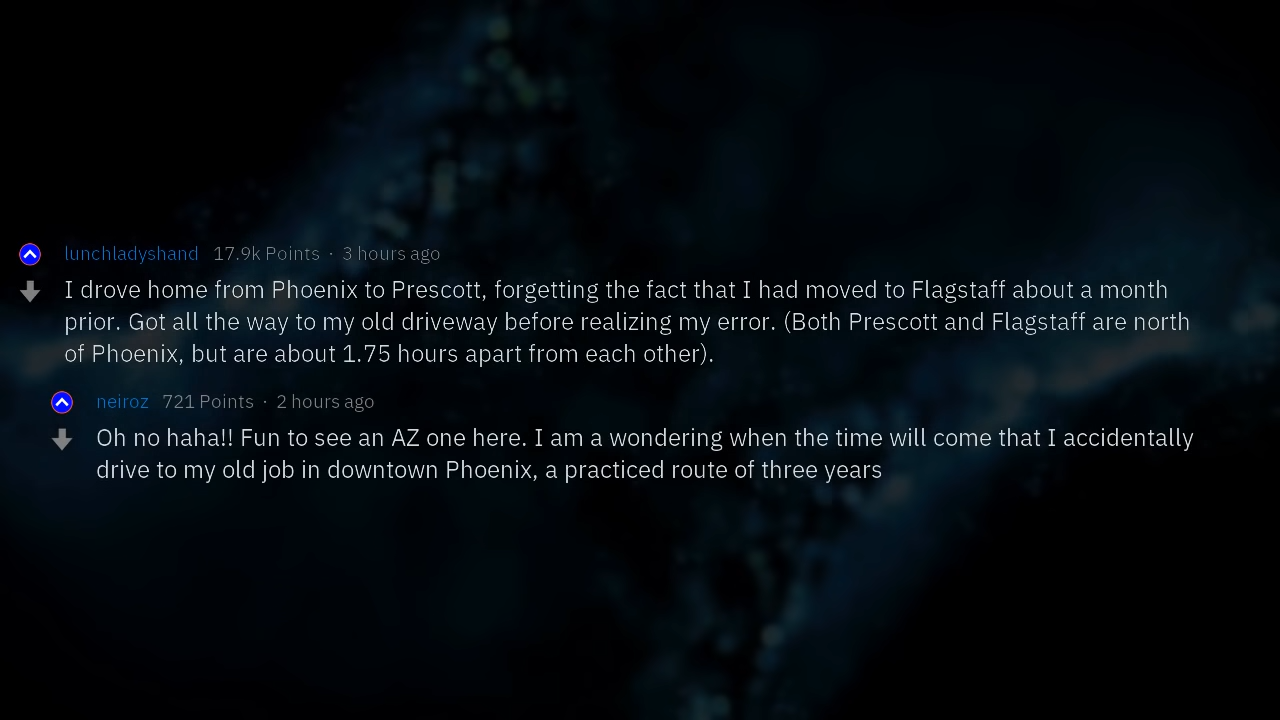 lunchladyshand 17.9k Points · 3 hours ago
I drove home from Phoenix to Prescott, forgetting the fact that I had moved to Flagstaff about a month
prior. Got all the way to my old driveway before realizing my error. (Both Prescott and Flagstaff are north
of Phoenix, but are about 1.75 hours apart from each other).
neiroz 721 Points · 2 hours ago
Oh no haha!! Fun to see an AZ one here. I am a wondering when the time will come that I accidentally
drive to my old job in downtown Phoenix, a practiced route of three years